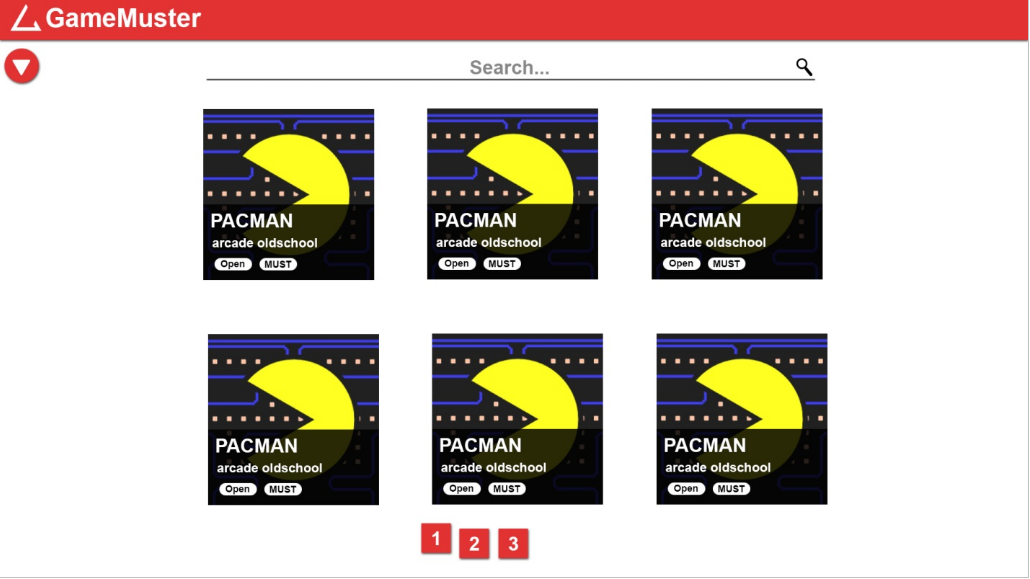 GameMuster
Search...
PACMAN
arcade oldschool
Open MUST
PACMAN
arcade oldschool
Open MUST
PACMAN
arcade oldschool
Open MUST
PACMAN
arcade oldschool
Open MUST
PACMAN
arcade oldschool
Open MUST
PACMAN
arcade oldschool
Open MUST
1 2 3